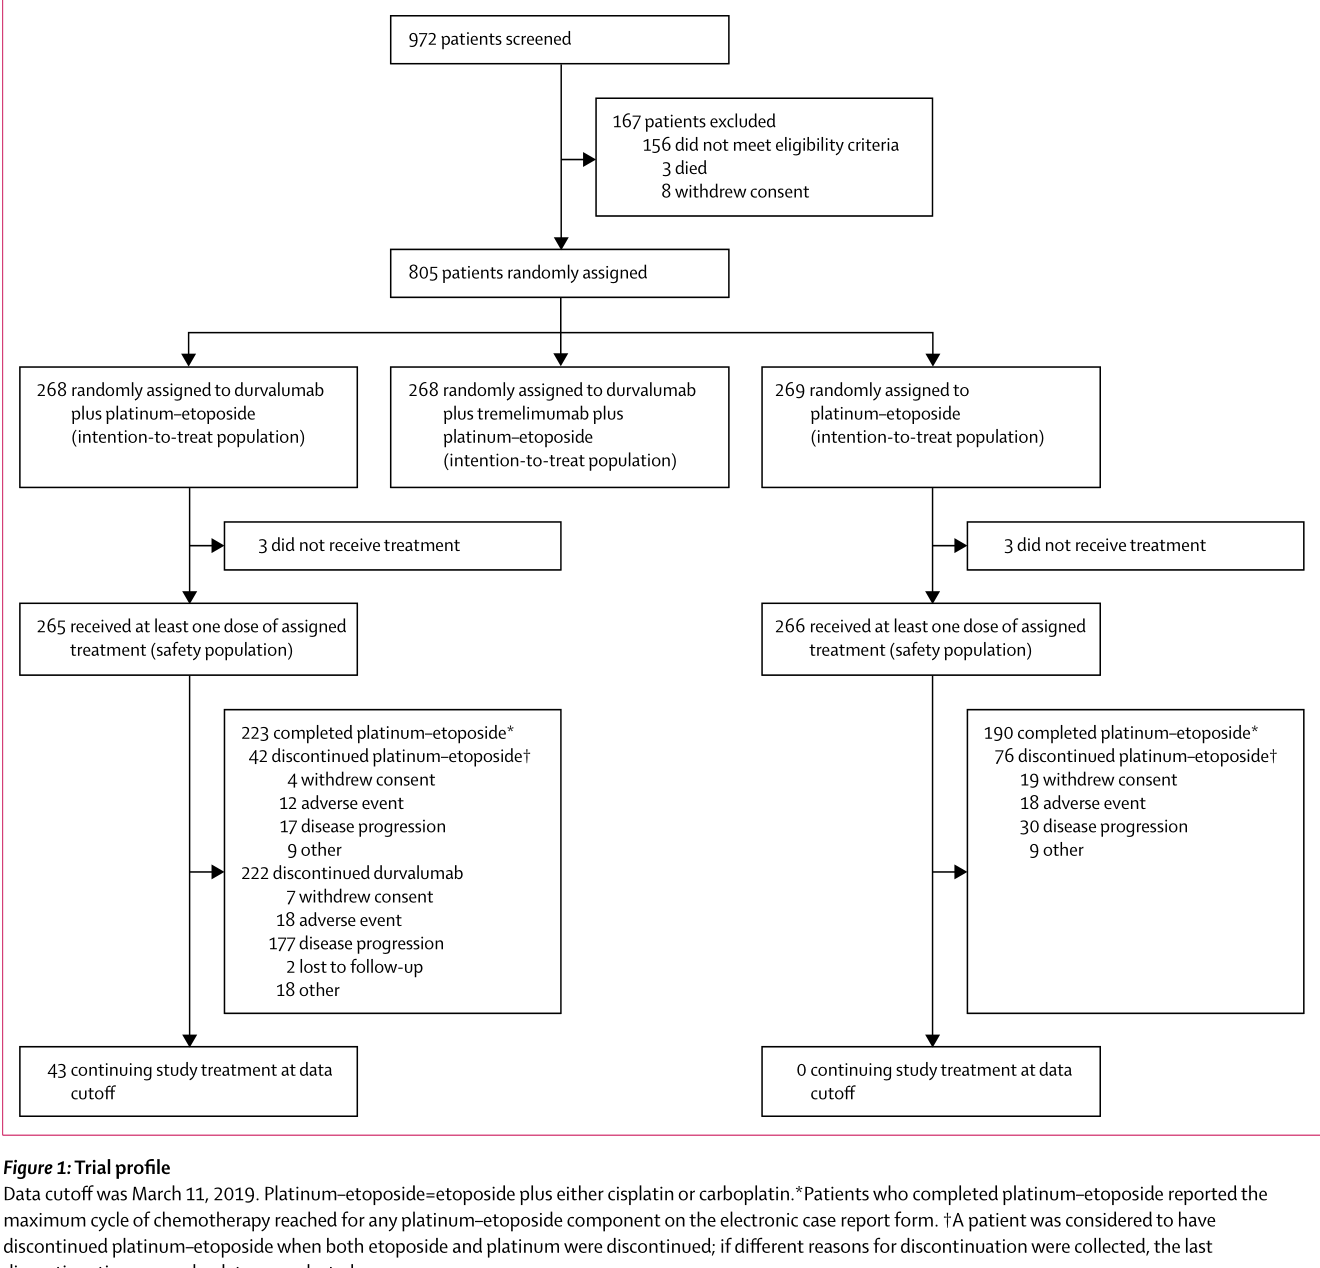 972 patients screened
167 patients excluded
156 did not meet eligibility criteria
3 died
8 withdrew consent
805 patients randomly assigned
268 randomly assigned to durvalumab
plus platinum–etoposide
(intention-to-treat population)
268 randomly assigned to durvalumab
plus tremelimumab plus
platinum–etoposide
(intention-to-treat population)
269 randomly assigned to
platinum–etoposide
(intention-to-treat population)
3 did not receive treatment
3 did not receive treatment
265 received at least one dose of assigned
treatment (safety population)
266 received at least one dose of assigned
treatment (safety population)
223 completed platinum–etoposide*
42 discontinued platinum–etoposide†
4 withdrew consent
12 adverse event
17 disease progression
9 other
222 discontinued durvalumab
7 withdrew consent
18 adverse event
177 disease progression
2 lost to follow-up
18 other
190 completed platinum–etoposide*
76 discontinued platinum–etoposide†
19 withdrew consent
18 adverse event
30 disease progression
9 other
43 continuing study treatment at data
cutoff
0 continuing study treatment at data
cutoff
Figure 1: Trial profile
Data cutoff was March 11, 2019. Platinum–etoposide=etoposide plus either cisplatin or carboplatin.*Patients who completed platinum–etoposide reported the
maximum cycle of chemotherapy reached for any platinum–etoposide component on the electronic case report form. †A patient was considered to have
discontinued platinum–etoposide when both etoposide and platinum were discontinued; if different reasons for discontinuation were collected, the last